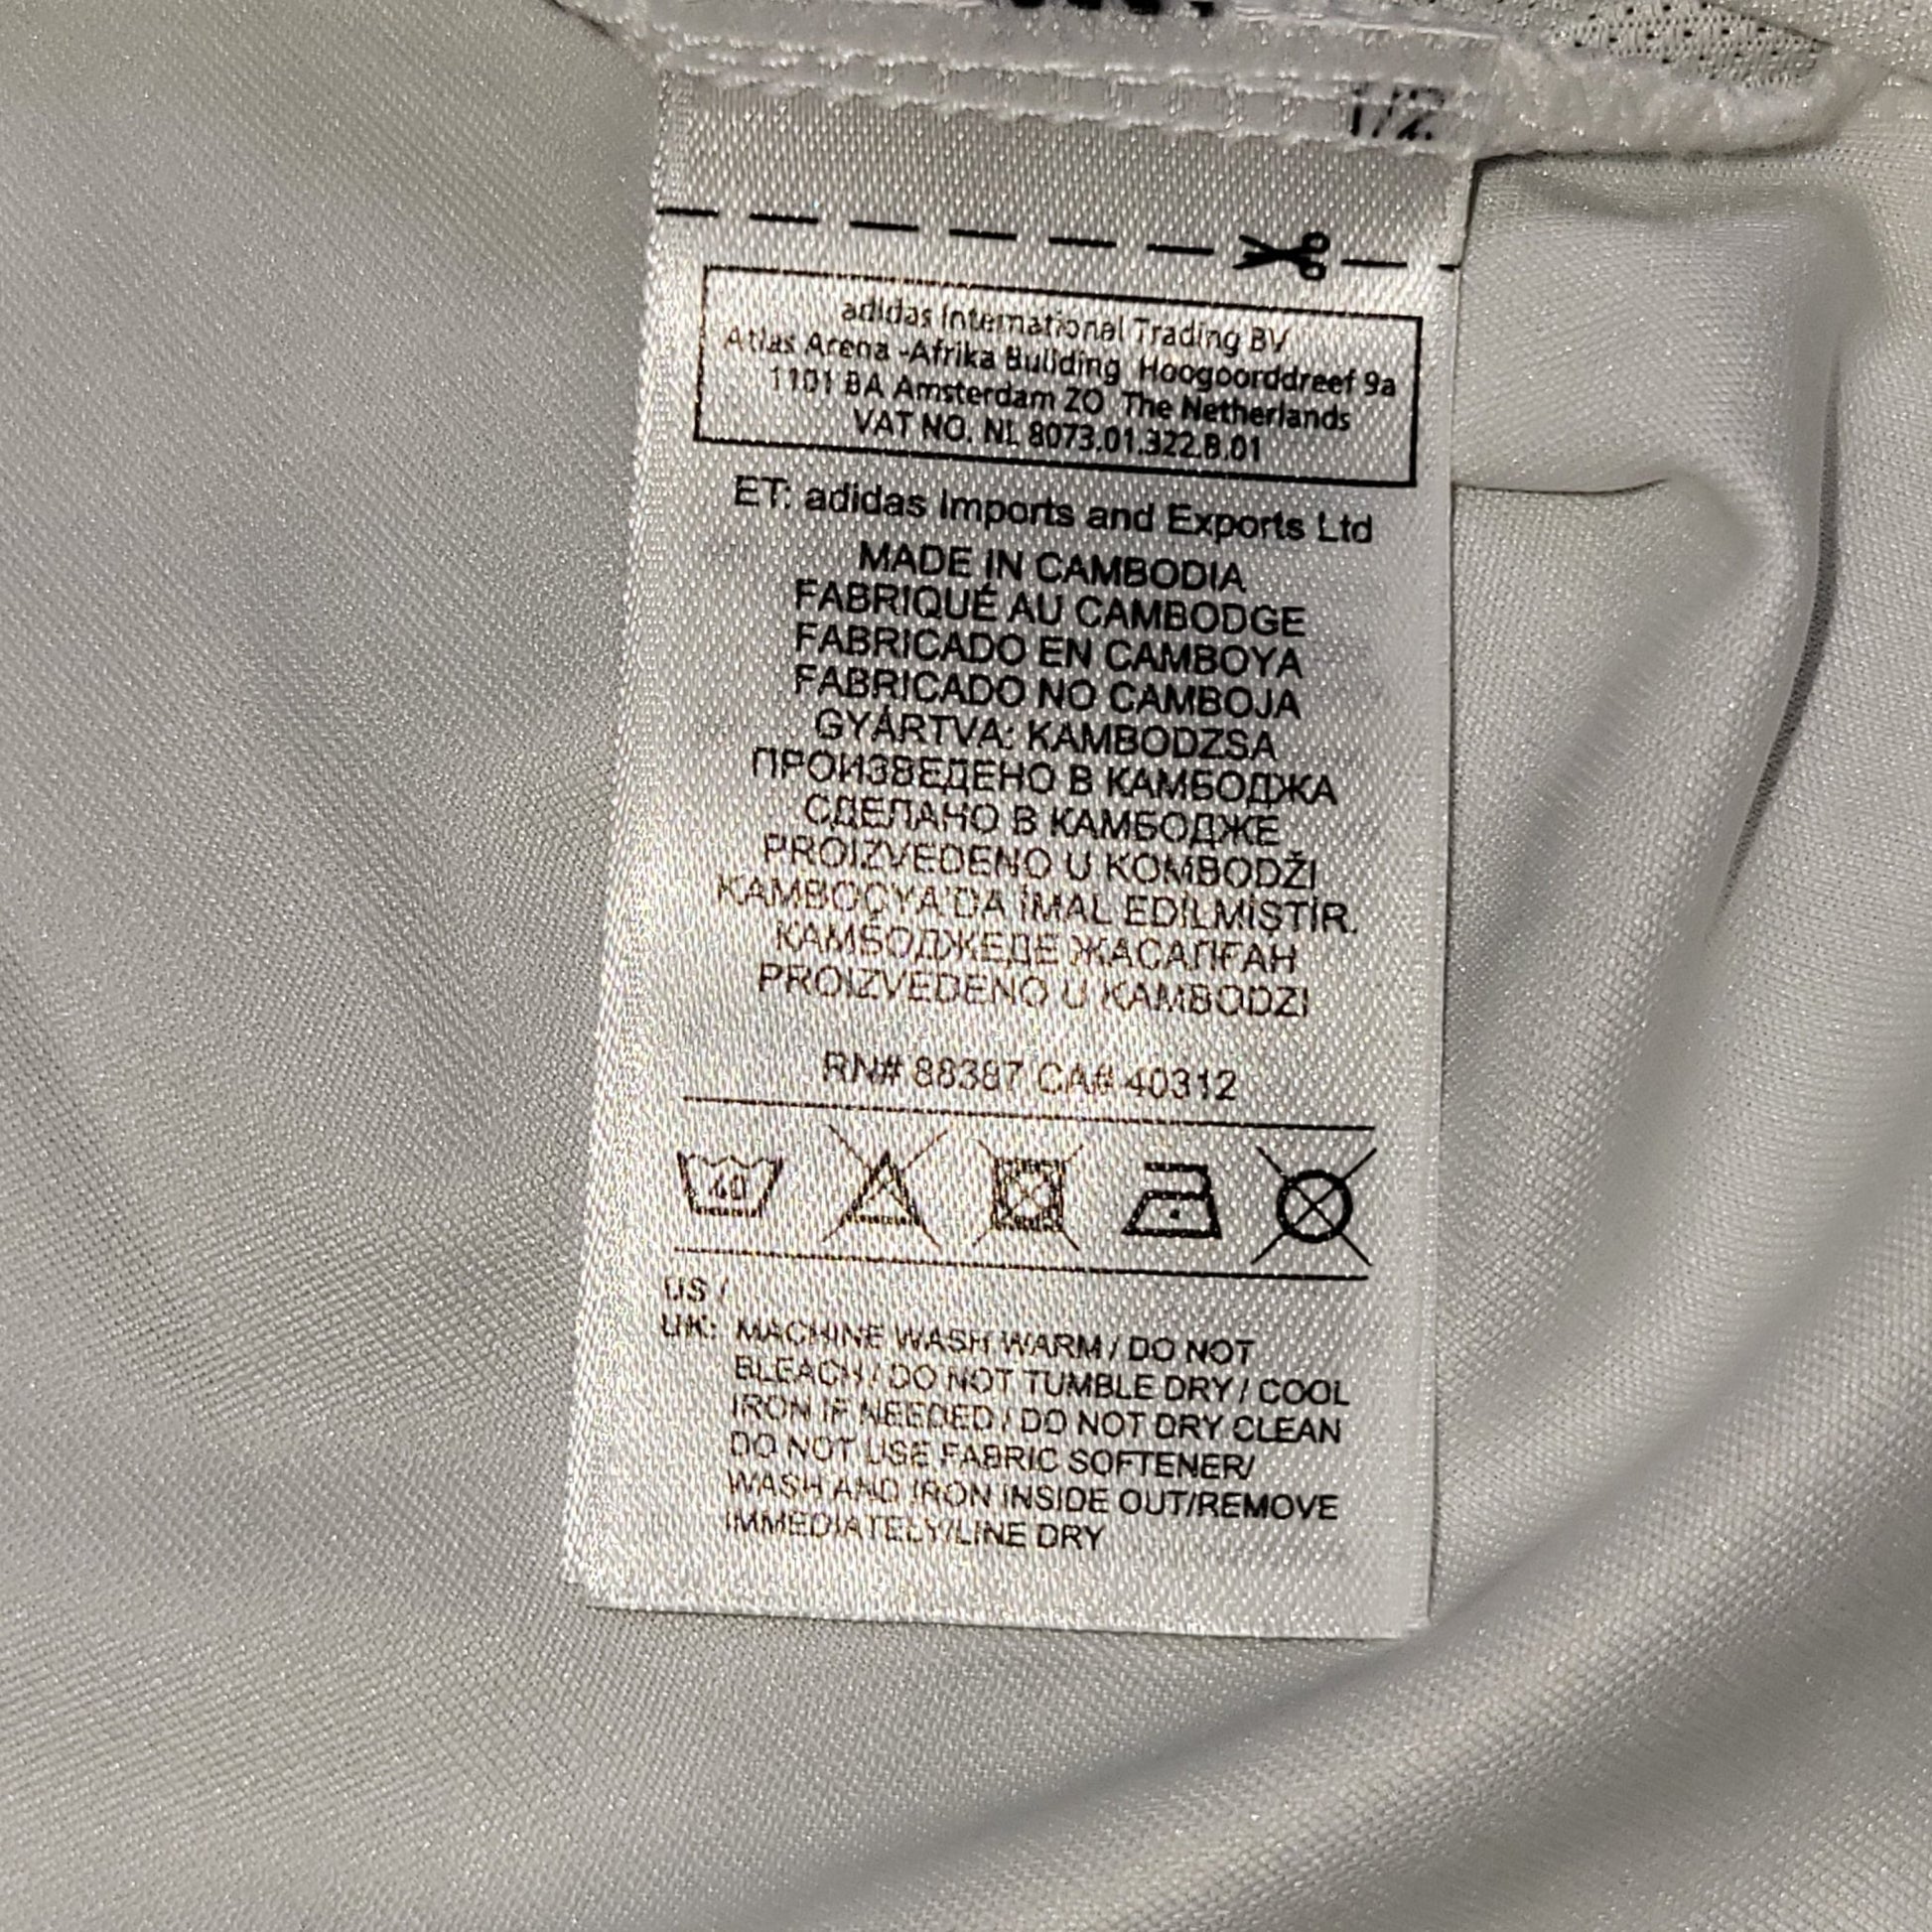 1/2
adidas International Trading BV
Atlas Arena -Afrika Building Hoogoorddreef 9a
1101 BA Amsterdam ZO The Netherlands
VAT NO. NL 8073.01.322.B.01
ET: adidas Imports and Exports Ltd
MADE IN CAMBODIA
FABRIQUÉ AU CAMBODGE
FABRICADO EN CAMBOYA
FABRICADO NO CAMBOJA
GYÁRTVA: KAMBODZSA
ПРОИЗВЕДЕНО В КАМБОДЖА
СДЕЛАНО В КАМБОДЖЕ
PROIZVEDENO U KOMBODŽI
KAMBOÇYA'DA İMAL EDİLMİŞTİR.
КАМБОДЖЕДЕ ЖАСАЛҒАН
PROIZVEDENO U KAMBODZI
RN# 88387 CA# 40312
40
US /
UK: MACHINE WASH WARM / DO NOT
BLEACH / DO NOT TUMBLE DRY / COOL
IRON IF NEEDED / DO NOT DRY CLEAN
DO NOT USE FABRIC SOFTENER/
WASH AND IRON INSIDE OUT/REMOVE
IMMEDIATELY/LINE DRY